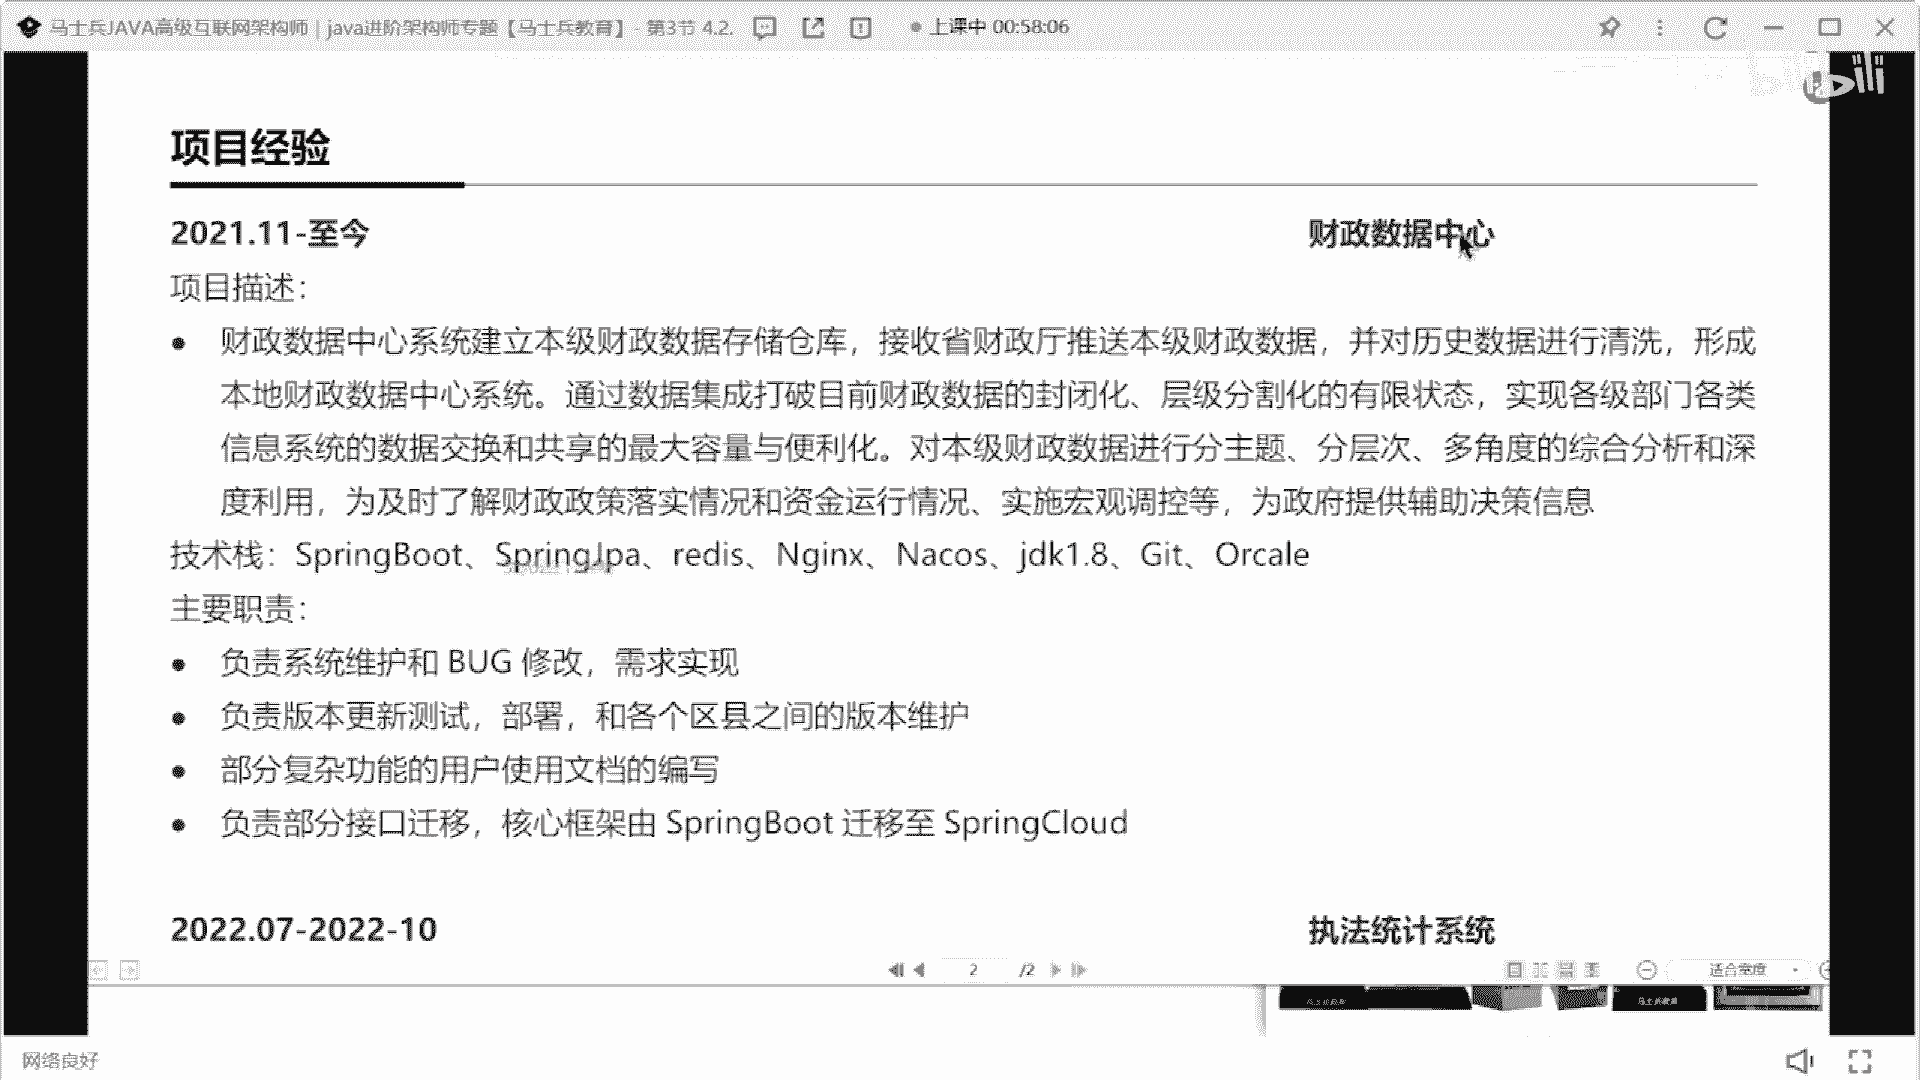 马士兵JAVA高级互联网架构师 | java进阶架构师专题【马士兵教育】- 第3节 4.2.
上课中 00:58:06
bilibili
项目经验
2021.11-至今 财政数据中心
项目描述：
● 财政数据中心系统建立本级财政数据存储仓库，接收省财政厅推送本级财政数据，并对历史数据进行清洗，形成
本地财政数据中心系统。通过数据集成打破目前财政数据的封闭化、层级分割化的有限状态，实现各级部门各类
信息系统的数据交换和共享的最大容量与便利化。对本级财政数据进行分主题、分层次、多角度的综合分析和深
度利用，为及时了解财政政策落实情况和资金运行情况、实施宏观调控等，为政府提供辅助决策信息
技术栈：SpringBoot、SpringJpa、redis、Nginx、Nacos、jdk1.8、Git、Orcale
主要职责：
● 负责系统维护和 BUG 修改，需求实现
● 负责版本更新测试，部署，和各个区县之间的版本维护
● 部分复杂功能的用户使用文档的编写
● 负责部分接口迁移，核心框架由 SpringBoot 迁移至 SpringCloud
2022.07-2022-10 执法统计系统
2 /2 适合宽度
马士兵教育
网络良好